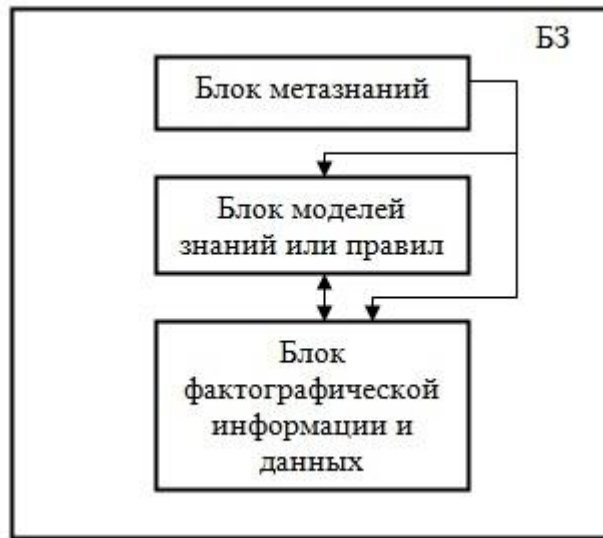 БЗ
Блок метазнаний
Блок моделей
знаний или правил
Блок
фактографической
информации и
данных